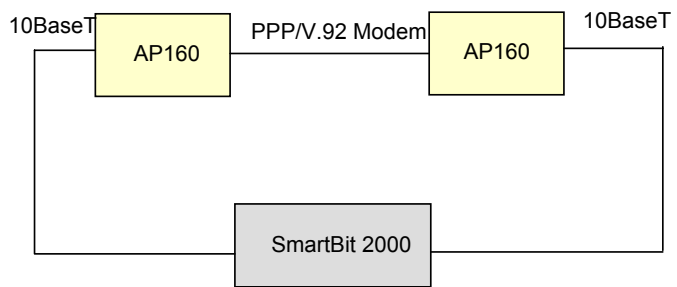 10BaseT
AP160
PPP/V.92 Modem
AP160
10BaseT
SmartBit 2000